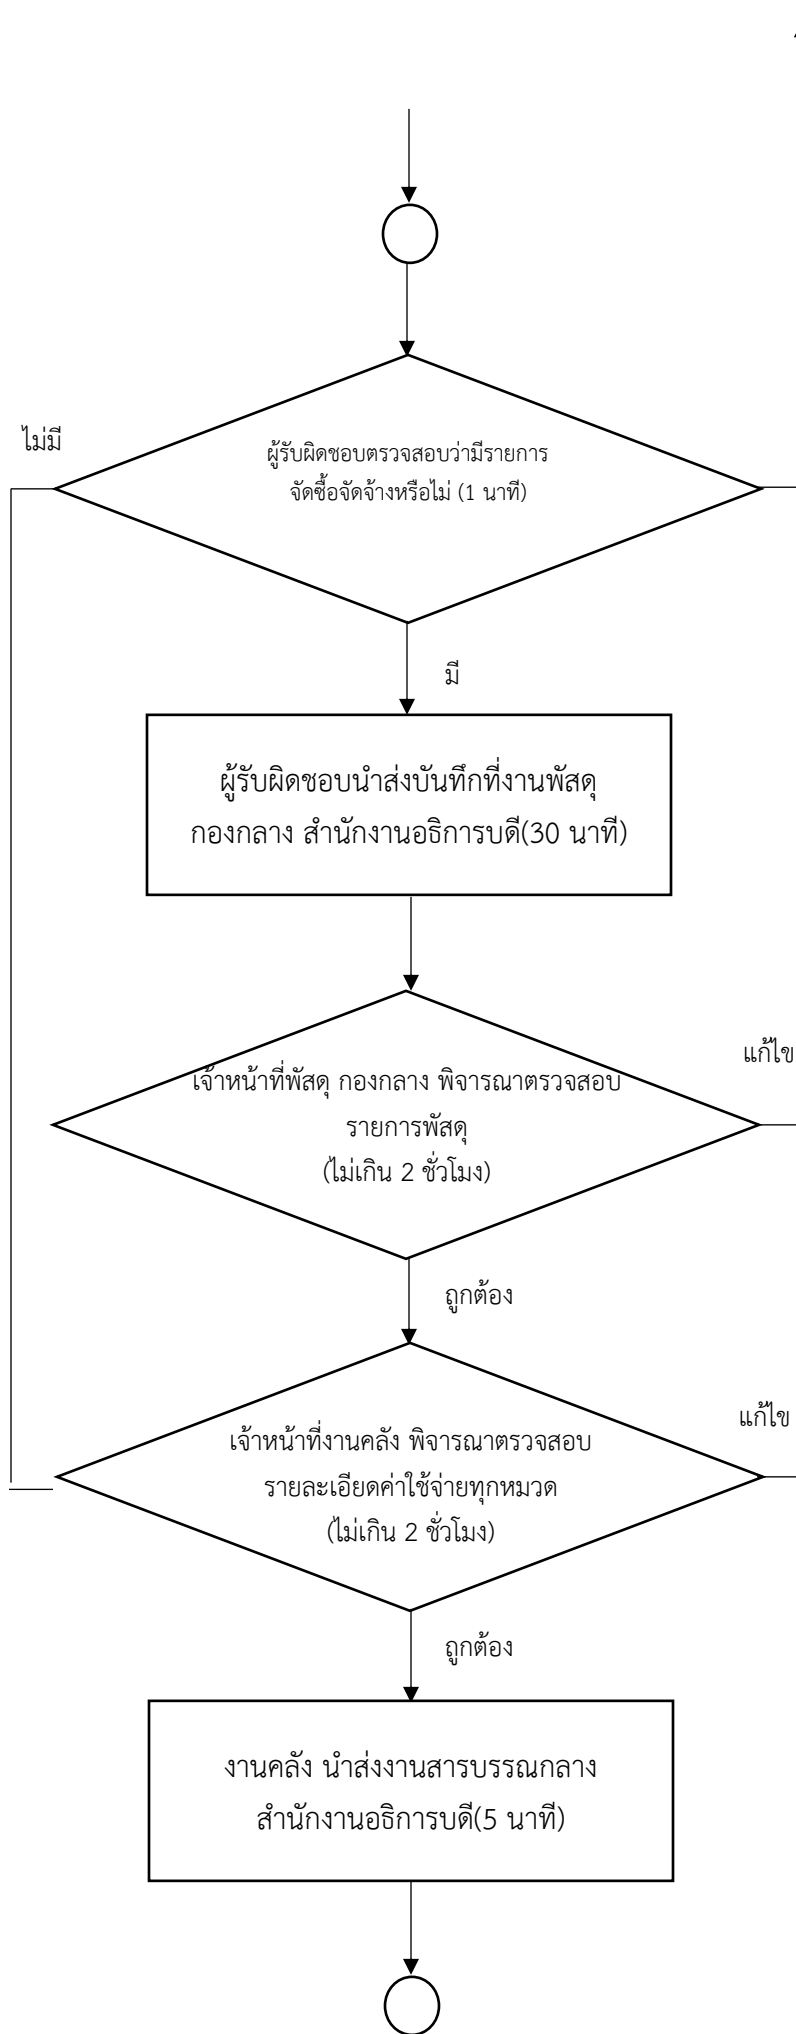 ไม่มี
ผู้รับผิดชอบตรวจสอบว่ามีรายการ
จัดซื้อจัดจ้างหรือไม่ (1 นาที)
มี
ผู้รับผิดชอบนำส่งบันทึกที่งานพัสดุ
กองกลาง สำนักงานอธิการบดี(30 นาที)
แก้ไข
เจ้าหน้าที่พัสดุ กองกลาง พิจารณาตรวจสอบ
รายการพัสดุ
(ไม่เกิน 2 ชั่วโมง)
ถูกต้อง
แก้ไข
เจ้าหน้าที่งานคลัง พิจารณาตรวจสอบ
รายละเอียดค่าใช้จ่ายทุกหมวด
(ไม่เกิน 2 ชั่วโมง)
ถูกต้อง
งานคลัง นำส่งงานสารบรรณกลาง
สำนักงานอธิการบดี(5 นาที)